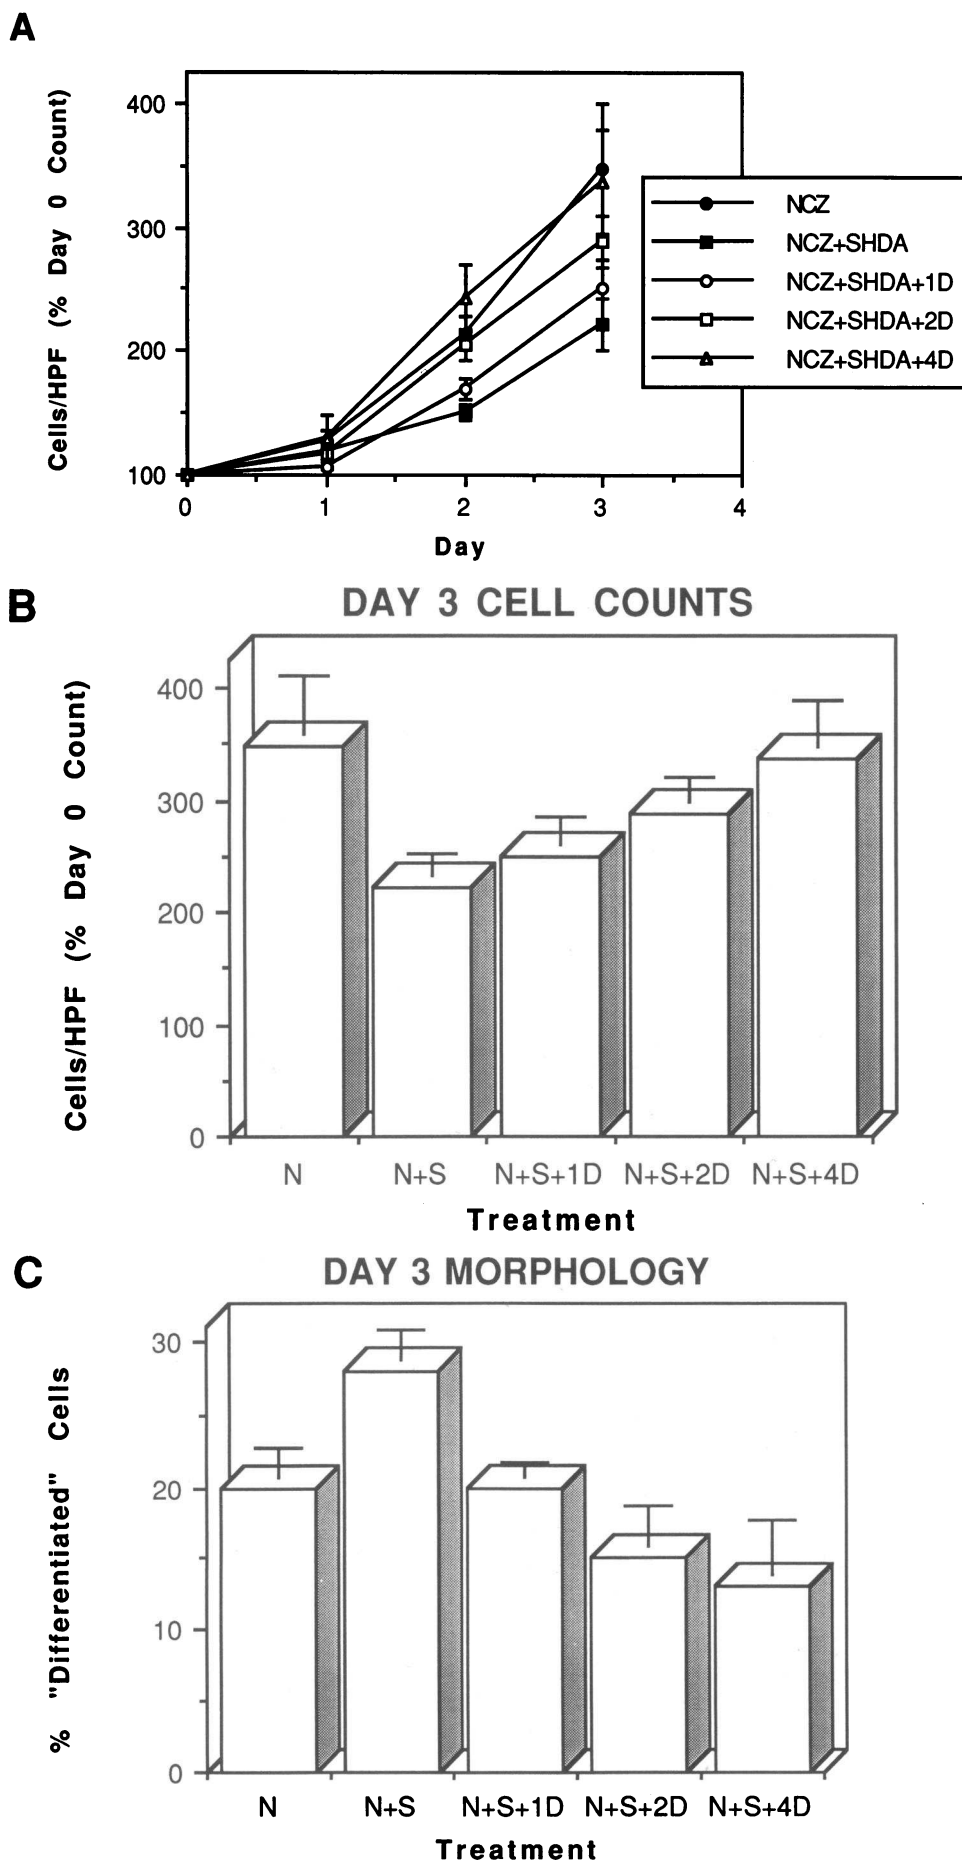 A
Cells/HPF (% Day 0 Count)
400
300
200
100
0
1
2
3
4
Day
NCZ
NCZ+SHDA
NCZ+SHDA+1D
NCZ+SHDA+2D
NCZ+SHDA+4D
B
DAY 3 CELL COUNTS
Cells/HPF (% Day 0 Count)
400
300
200
100
0
N
N+S
N+S+1D
N+S+2D
N+S+4D
Treatment
C
DAY 3 MORPHOLOGY
% "Differentiated" Cells
30
20
10
0
N
N+S
N+S+1D
N+S+2D
N+S+4D
Treatment